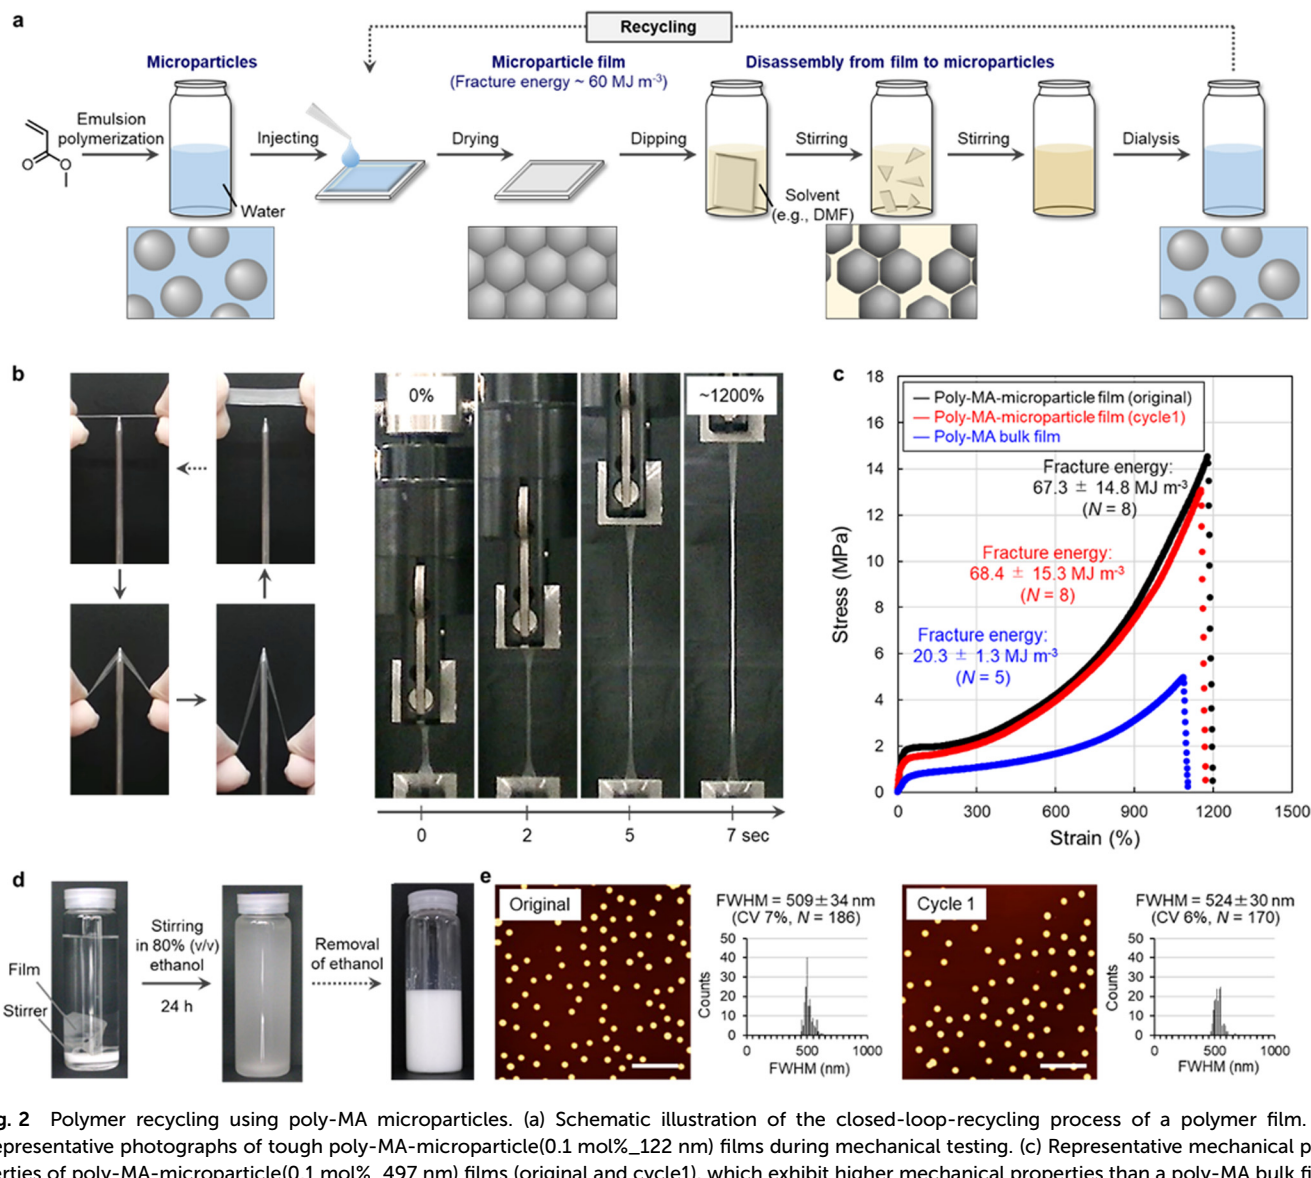 a
Recycling
Microparticles
Microparticle film
(Fracture energy ~ 60 MJ m⁻³)
Disassembly from film to microparticles
Emulsion
polymerization
Injecting
Drying
Dipping
Stirring
Stirring
Dialysis
O
O
Water
Solvent
(e.g., DMF)
b
0%
~1200%
0
2
5
7 sec
c
18
16
14
12
10
8
6
4
2
0
Stress (MPa)
Poly-MA-microparticle film (original)
Poly-MA-microparticle film (cycle1)
Poly-MA bulk film
Fracture energy:
67.3 ± 14.8 MJ m⁻³
(N = 8)
Fracture energy:
68.4 ± 15.3 MJ m⁻³
(N = 8)
Fracture energy:
20.3 ± 1.3 MJ m⁻³
(N = 5)
0
300
600
900
1200
1500
Strain (%)
d
Film
Stirrer
Stirring
in 80% (v/v)
ethanol
24 h
Removal
of ethanol
e
Original
FWHM = 509 ± 34 nm
(CV 7%, N = 186)
50
40
30
20
10
0
Counts
0
500
1000
FWHM (nm)
Cycle 1
FWHM = 524 ± 30 nm
(CV 6%, N = 170)
50
40
30
20
10
0
Counts
0
500
1000
FWHM (nm)
g. 2 Polymer recycling using poly-MA microparticles. (a) Schematic illustration of the closed-loop-recycling process of a polymer film.
epresentative photographs of tough poly-MA-microparticle(0.1 mol%_122 nm) films during mechanical testing. (c) Representative mechanical p
erties of poly-MA-microparticle(0.1 mol%_497 nm) films (original and cycle1), which exhibit higher mechanical properties than a poly-MA bulk fi